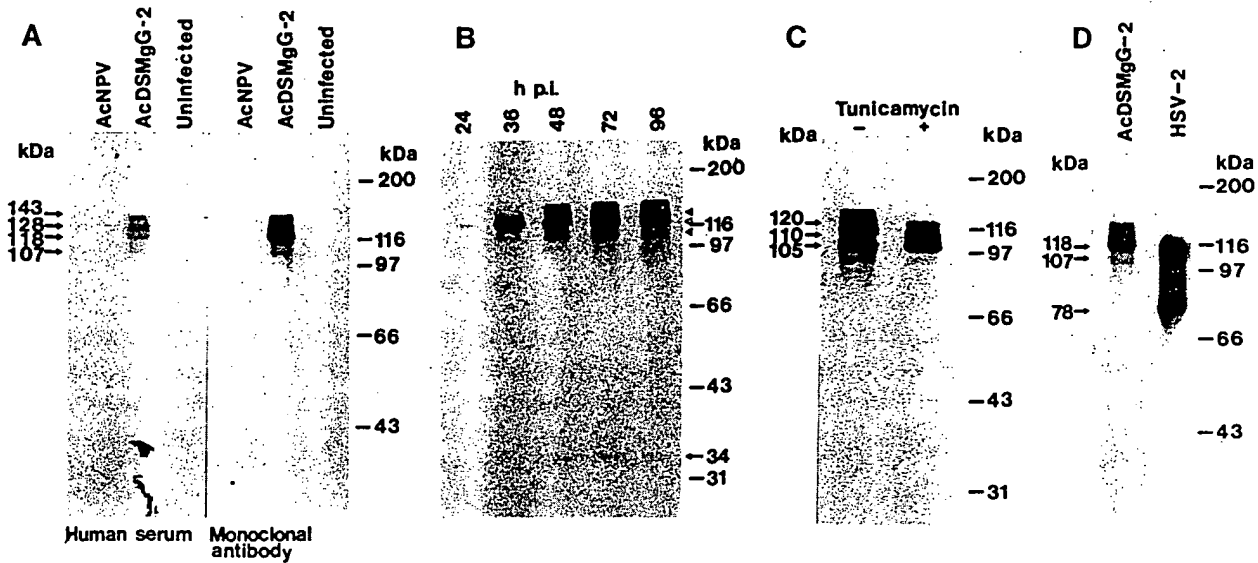 A
AcNPV
AcDSMgG-2
Uninfected
AcNPV
AcDSMgG-2
Uninfected
kDa
143
128
118
107
kDa
200
116
97
66
43
Human serum
Monoclonal
antibody
B
h p.i.
24
36
48
72
96
kDa
200
116
97
66
43
34
31
C
Tunicamycin
- +
kDa
120
110
105
kDa
200
116
97
66
43
31
D
AcDSMgG-2
HSV-2
kDa
118
107
78
kDa
200
116
97
66
43